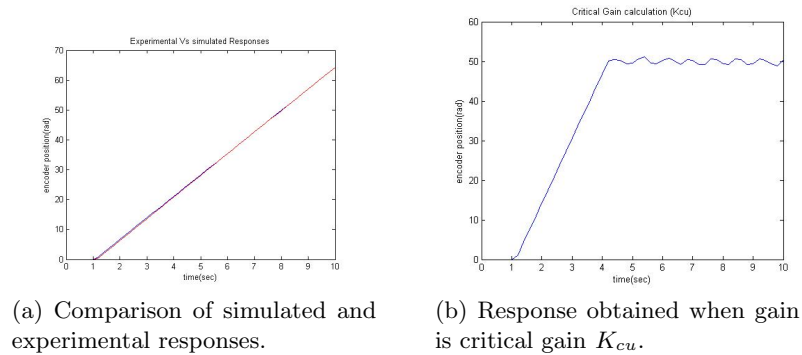 Experimental Vs simulated Responses
70
60
50
40
30
20
10
0
0 1 2 3 4 5 6 7 8 9 10
encoder position(rad)
time(sec)
(a) Comparison of simulated and
experimental responses.
Critical Gain calculation (Kcu)
60
50
40
30
20
10
0
0 1 2 3 4 5 6 7 8 9 10
encoder position(rad)
time(sec)
(b) Response obtained when gain
is critical gain K_cu.